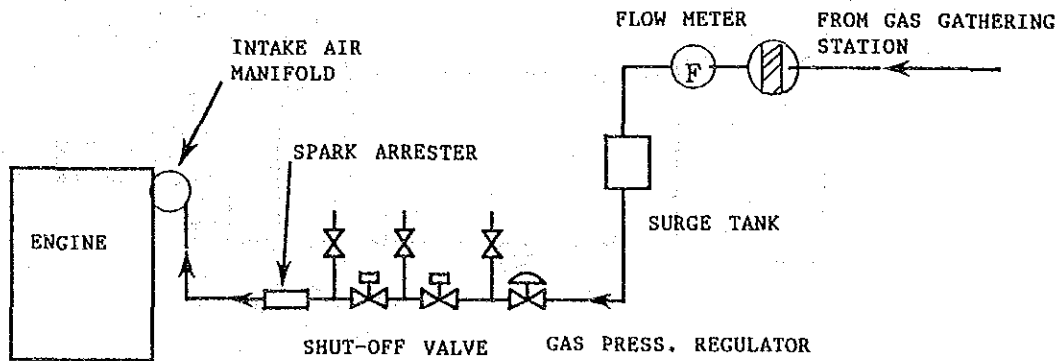 FLOW METER
FROM GAS GATHERING
STATION
INTAKE AIR
MANIFOLD
F
SPARK ARRESTER
SURGE TANK
ENGINE
SHUT-OFF VALVE
GAS PRESS. REGULATOR